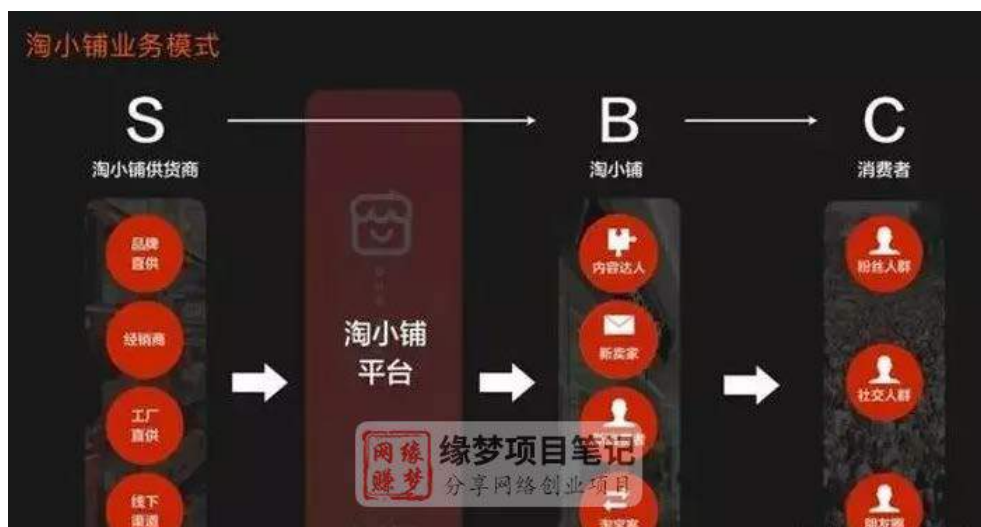 淘小铺业务模式
S
B
C
淘小铺供货商
淘小铺
消费者
品牌
直供
经销商
工厂
直供
线下
渠道
淘小铺
平台
内容达人
新卖家
淘宝客
粉丝人群
社交人群
朋友圈
网缘
赚梦
缘梦项目笔记
分享网络创业项目